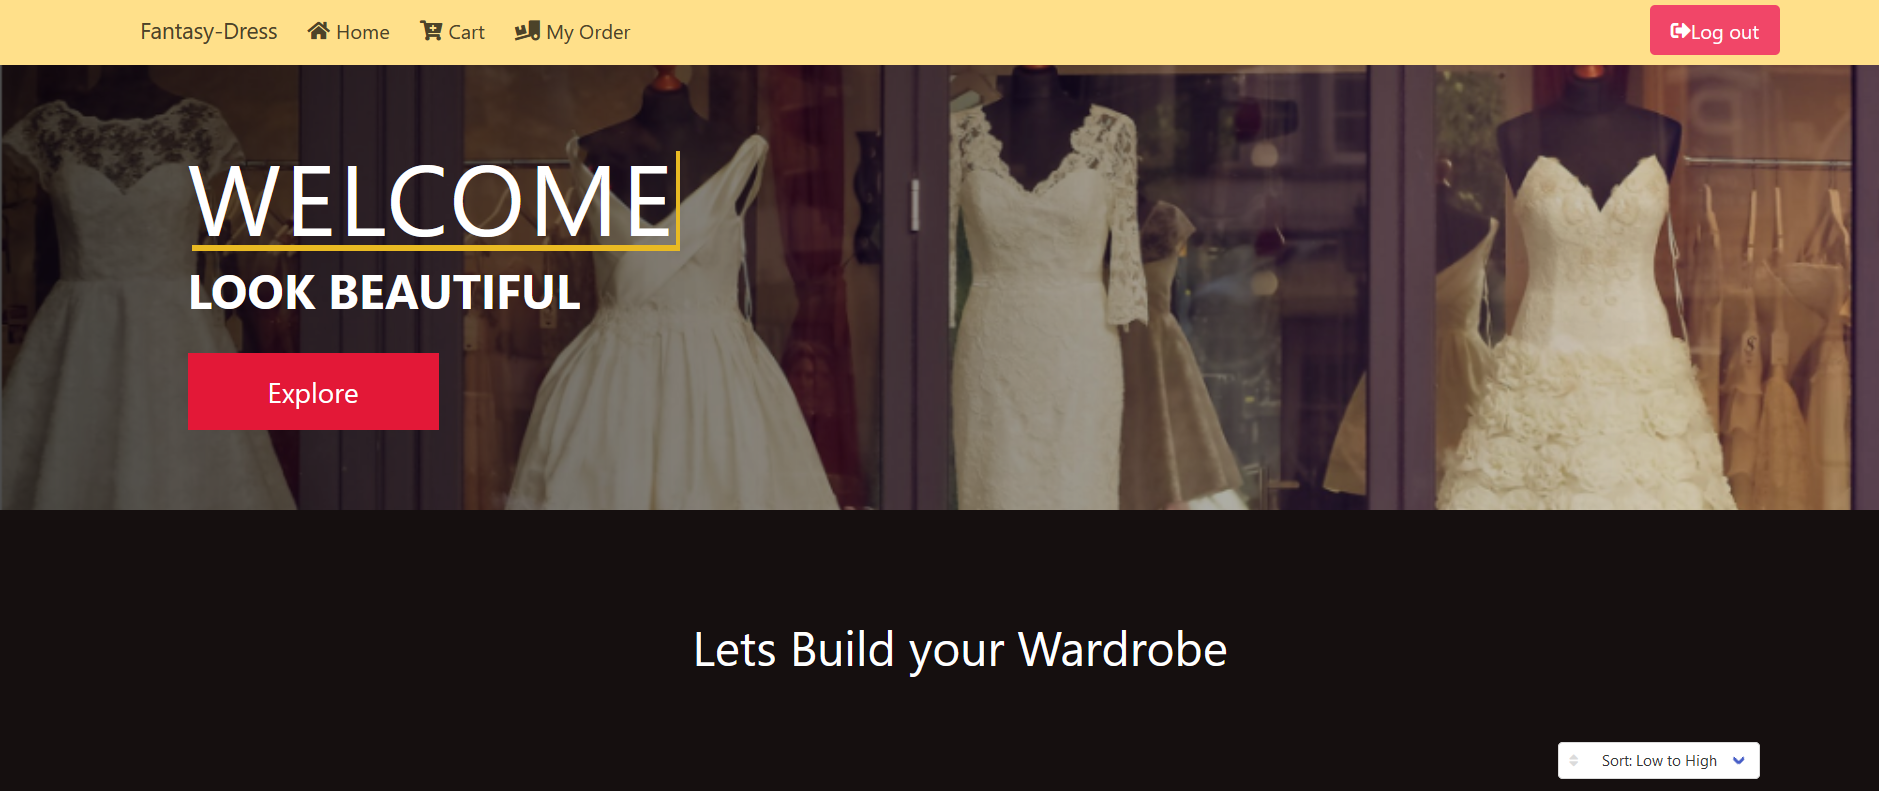 Fantasy-Dress Home Cart My Order Log out
WELCOME
LOOK BEAUTIFUL
Explore
Lets Build your Wardrobe
Sort: Low to High